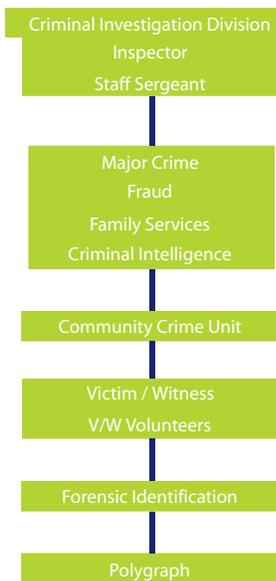 Criminal Investigation Division
Inspector
Staff Sergeant
Major Crime
Fraud
Family Services
Criminal Intelligence
Community Crime Unit
Victim / Witness
V/W Volunteers
Forensic Identification
Polygraph